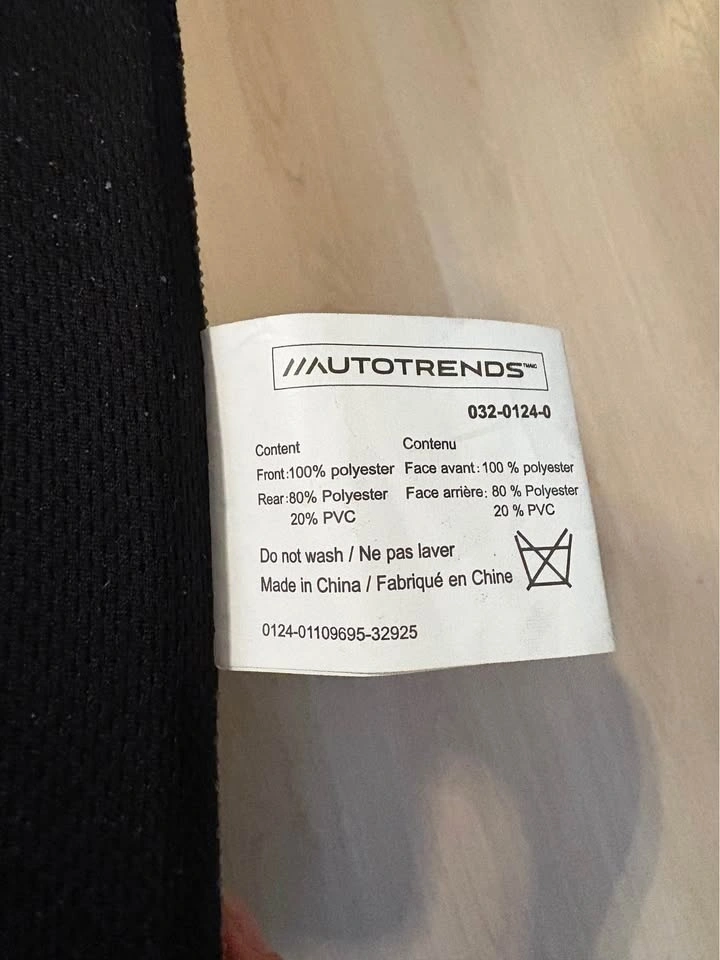 ///AUTOTRENDS
032-0124-0
Content
Front:100% polyester
Rear:80% Polyester
20% PVC
Contenu
Face avant:100 % polyester
Face arrière: 80 % Polyester
20 % PVC
Do not wash / Ne pas laver
Made in China / Fabriqué en Chine
0124-01109695-32925